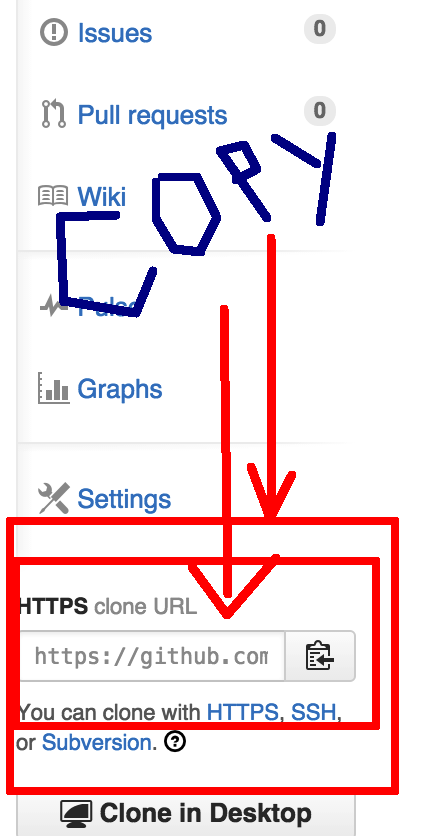 Issues 0
Pull requests 0
COPY
Wiki
Pulse
Graphs
Settings
HTTPS clone URL
https://github.com
You can clone with HTTPS, SSH,
or Subversion. ?
Clone in Desktop